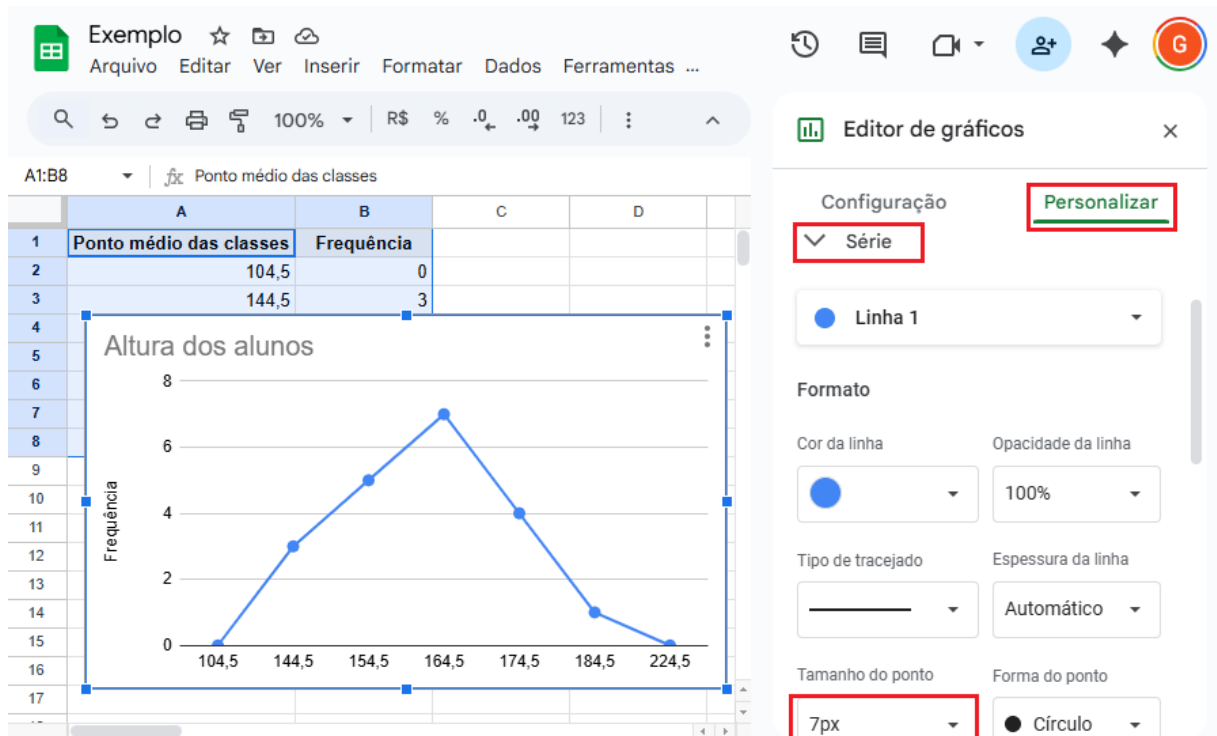 Exemplo
Arquivo Editar Ver Inserir Formatar Dados Ferramentas ...
G
100% R$ % .0 .00 123
Editor de gráficos
A1:B8 fx Ponto médio das classes
Configuração Personalizar
Série
A B C D
1 Ponto médio das classes Frequência
2 104,5 0
3 144,5 3
4
5
6
7
8
9
10
11
12
13
14
15
16
17
Altura dos alunos
8
6
4
2
0
Frequência
104,5 144,5 154,5 164,5 174,5 184,5 224,5
Linha 1
Formato
Cor da linha Opacidade da linha
100%
Tipo de tracejado Espessura da linha
Automático
Tamanho do ponto Forma do ponto
7px Círculo